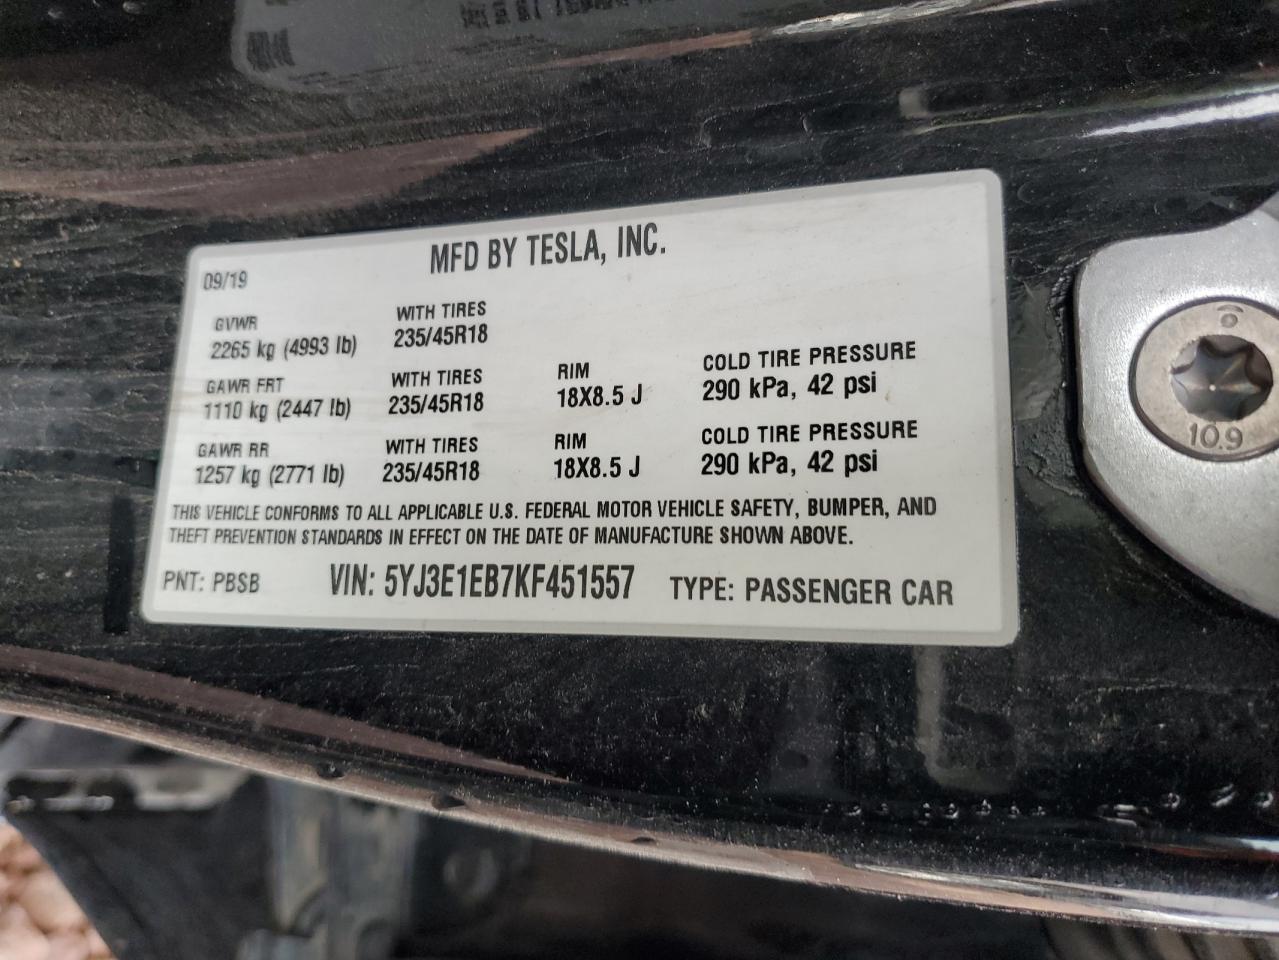 MFD BY TESLA, INC.
09/19
GVWR WITH TIRES
2265 kg (4993 lb) 235/45R18
GAWR FRT WITH TIRES RIM COLD TIRE PRESSURE
1110 kg (2447 lb) 235/45R18 18X8.5 J 290 kPa, 42 psi
GAWR RR WITH TIRES RIM COLD TIRE PRESSURE
1257 kg (2771 lb) 235/45R18 18X8.5 J 290 kPa, 42 psi
THIS VEHICLE CONFORMS TO ALL APPLICABLE U.S. FEDERAL MOTOR VEHICLE SAFETY, BUMPER, AND
THEFT PREVENTION STANDARDS IN EFFECT ON THE DATE OF MANUFACTURE SHOWN ABOVE.
PNT: PBSB VIN: 5YJ3E1EB7KF451557 TYPE: PASSENGER CAR
10.9